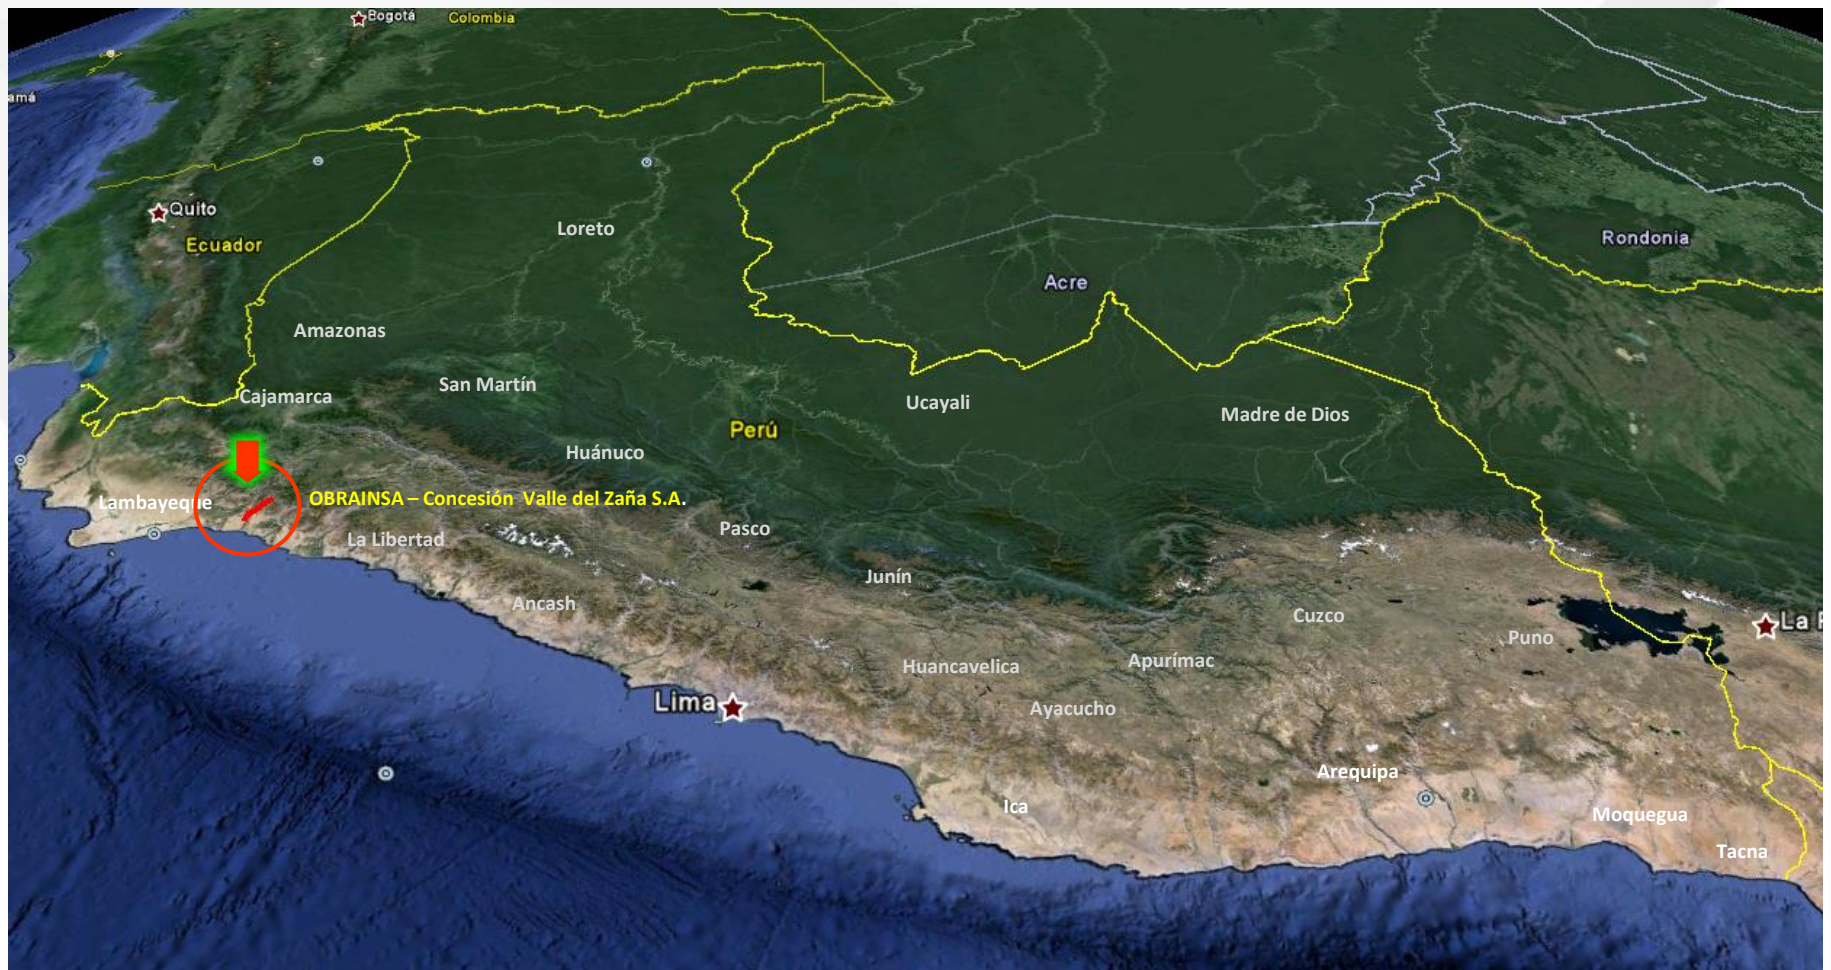 Bogotá
Colombia
amá
Quito
Ecuador
Loreto
Rondonia
Acre
Amazonas
San Martín
Cajamarca
Ucayali
Madre de Dios
Perú
Huánuco
Lambayeque
OBRAINSA – Concesión Valle del Zaña S.A.
Pasco
La Libertad
Junín
Ancash
Cuzco
La P
Puno
Huancavelica
Apurímac
Lima
Ayacucho
Arequipa
Ica
Moquegua
Tacna